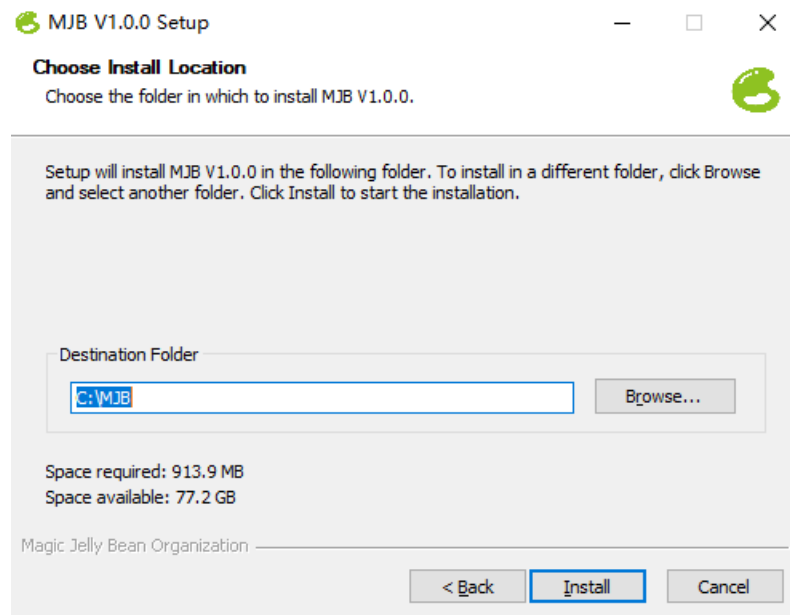 MJB V1.0.0 Setup
Choose Install Location
Choose the folder in which to install MJB V1.0.0.
Setup will install MJB V1.0.0 in the following folder. To install in a different folder, click Browse
and select another folder. Click Install to start the installation.
Destination Folder
C:\MJB
Browse...
Space required: 913.9 MB
Space available: 77.2 GB
Magic Jelly Bean Organization
< Back
Install
Cancel